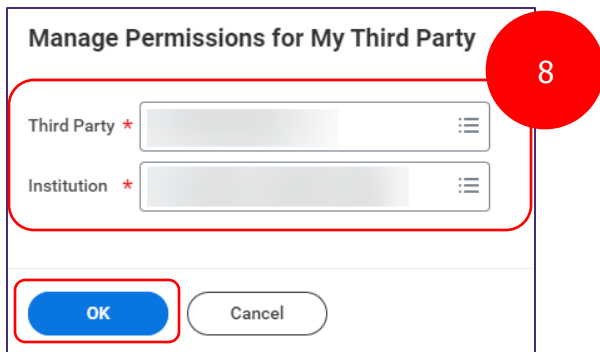 Manage Permissions for My Third Party
8
Third Party *
Institution *
OK
Cancel